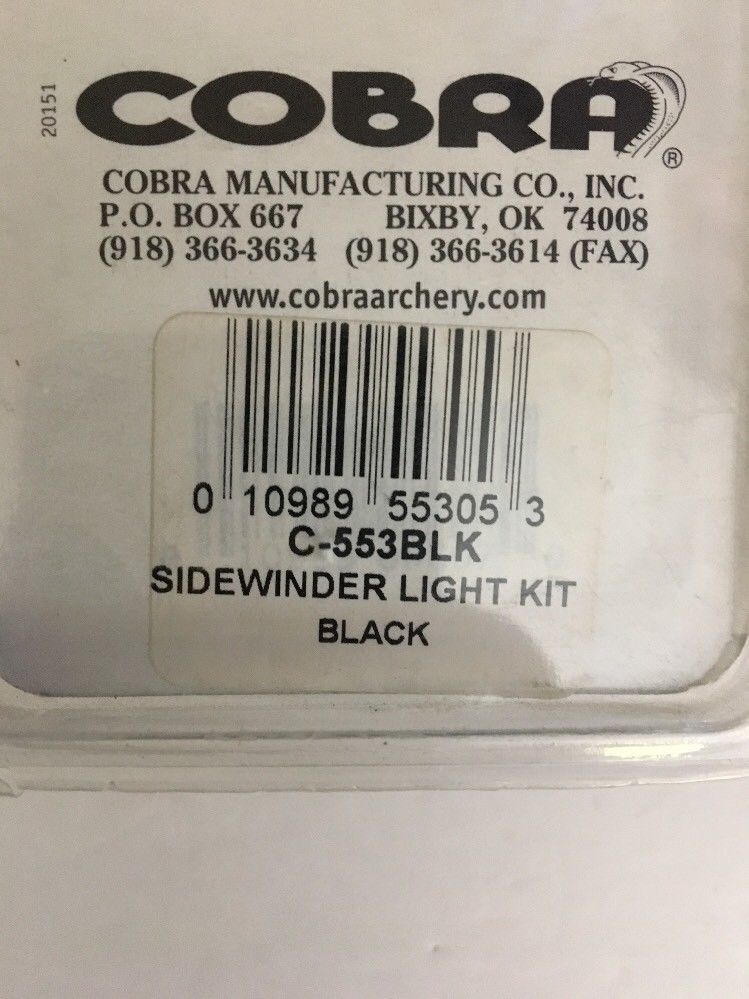 20151
COBRA®
COBRA MANUFACTURING CO., INC.
P.O. BOX 667 BIXBY, OK 74008
(918) 366-3634 (918) 366-3614 (FAX)
www.cobraarchery.com
0 10989 55305 3
C-553BLK
SIDEWINDER LIGHT KIT
BLACK